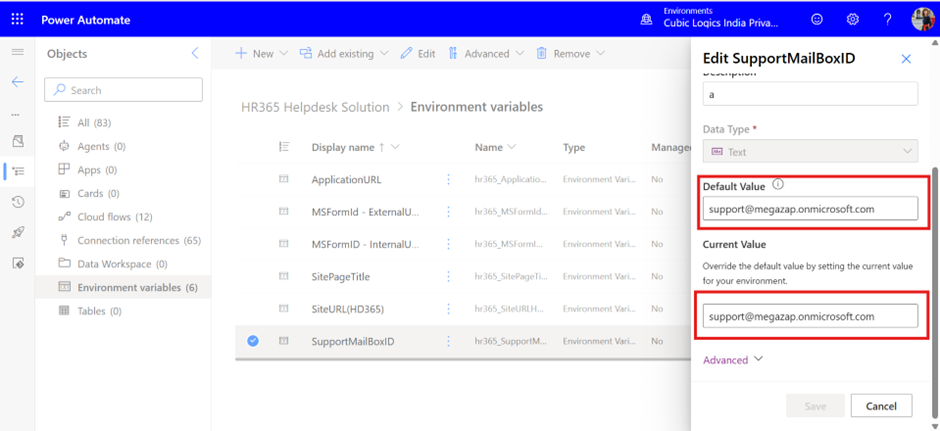 Power Automate
Environments
Cubic Logics India Priva...
?
Objects
Search
All (83)
Agents (0)
Apps (0)
Cards (0)
Cloud flows (12)
Connection references (65)
Data Workspace (0)
Environment variables (6)
Tables (0)
New
Add existing
Edit
Advanced
Remove
HR365 Helpdesk Solution > Environment variables
Display name ↑ Name Type Managed
ApplicationURL hr365_Applicatio... Environment Vari... No
MSFormId - ExternalU... hr365_MSFormId... Environment Vari... No
MSFormID - InternalU... hr365_MSFormI... Environment Vari... No
SitePageTitle hr365_SitePageTi... Environment Vari... No
SiteURL(HD365) hr365_SiteURLH... Environment Vari... No
SupportMailBoxID hr365_SupportM... Environment Vari... No
Edit SupportMailBoxID
Description
a
Data Type *
Abc Text
Default Value
support@megazap.onmicrosoft.com
Current Value
Override the default value by setting the current value
for your environment.
support@megazap.onmicrosoft.com
Advanced
Save
Cancel